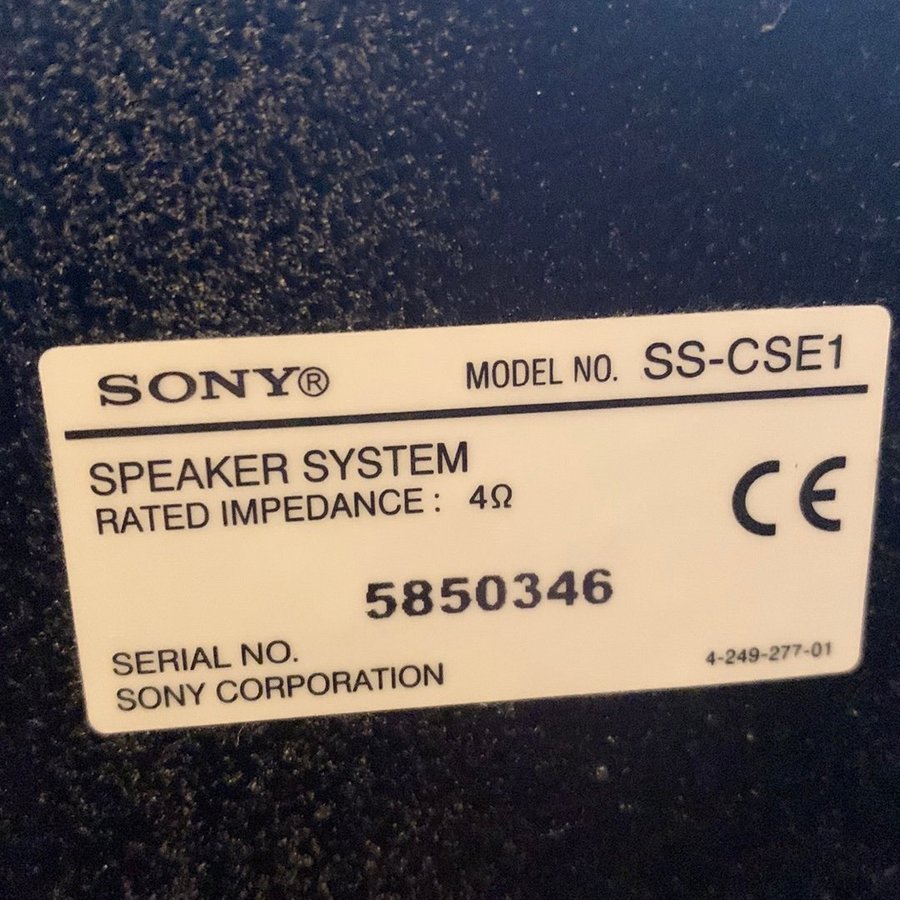 SONY® MODEL NO. SS-CSE1
SPEAKER SYSTEM
RATED IMPEDANCE : 4Ω
CE
5850346
SERIAL NO.
SONY CORPORATION 4-249-277-01